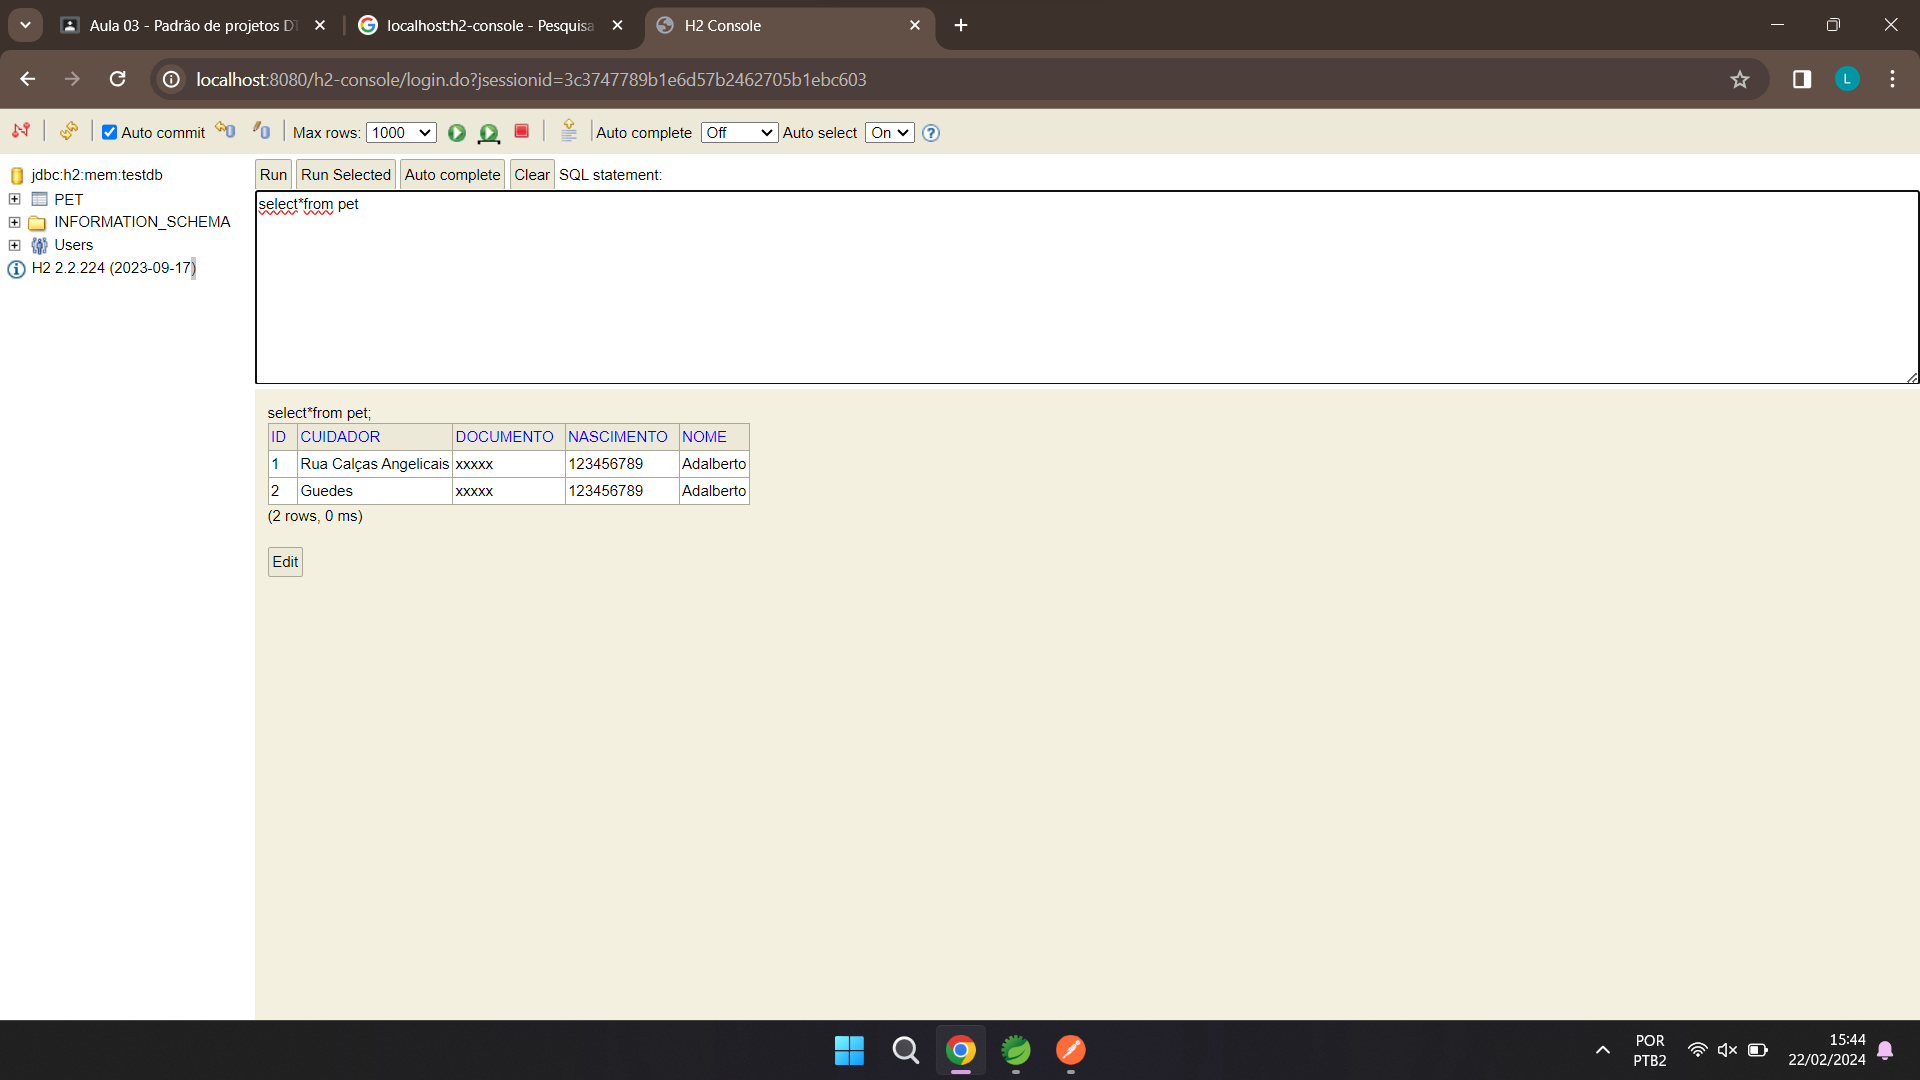 Aula 03 - Padrão de projetos DT
localhost:h2-console - Pesquisa
H2 Console
localhost:8080/h2-console/login.do?jsessionid=3c3747789b1e6d57b2462705b1ebc603
L
Auto commit
Max rows: 1000
Auto complete Off
Auto select On
?
jdbc:h2:mem:testdb
PET
INFORMATION_SCHEMA
Users
H2 2.2.224 (2023-09-17)
Run Run Selected Auto complete Clear SQL statement:
select*from pet
select*from pet;
ID CUIDADOR DOCUMENTO NASCIMENTO NOME
1 Rua Calças Angelicais xxxxx 123456789 Adalberto
2 Guedes xxxxx 123456789 Adalberto
(2 rows, 0 ms)
Edit
POR
PTB2
15:44
22/02/2024